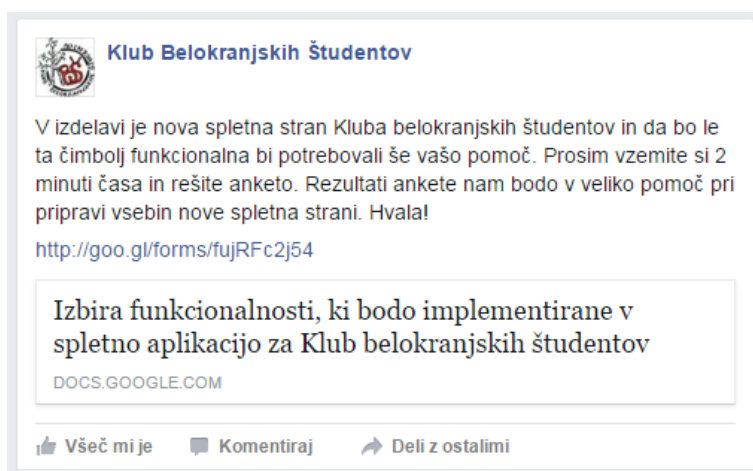 Klub Belokranjskih Študentov
V izdelavi je nova spletna stran Kluba belokranjskih študentov in da bo le
ta čimbolj funkcionalna bi potrebovali še vašo pomoč. Prosim vzemite si 2
minuti časa in rešite anketo. Rezultati ankete nam bodo v veliko pomoč pri
pripravi vsebin nove spletna strani. Hvala!
http://goo.gl/forms/fujRFc2j54
Izbira funkcionalnosti, ki bodo implementirane v
spletno aplikacijo za Klub belokranjskih študentov
DOCS.GOOGLE.COM
Všeč mi je Komentiraj Deli z ostalimi